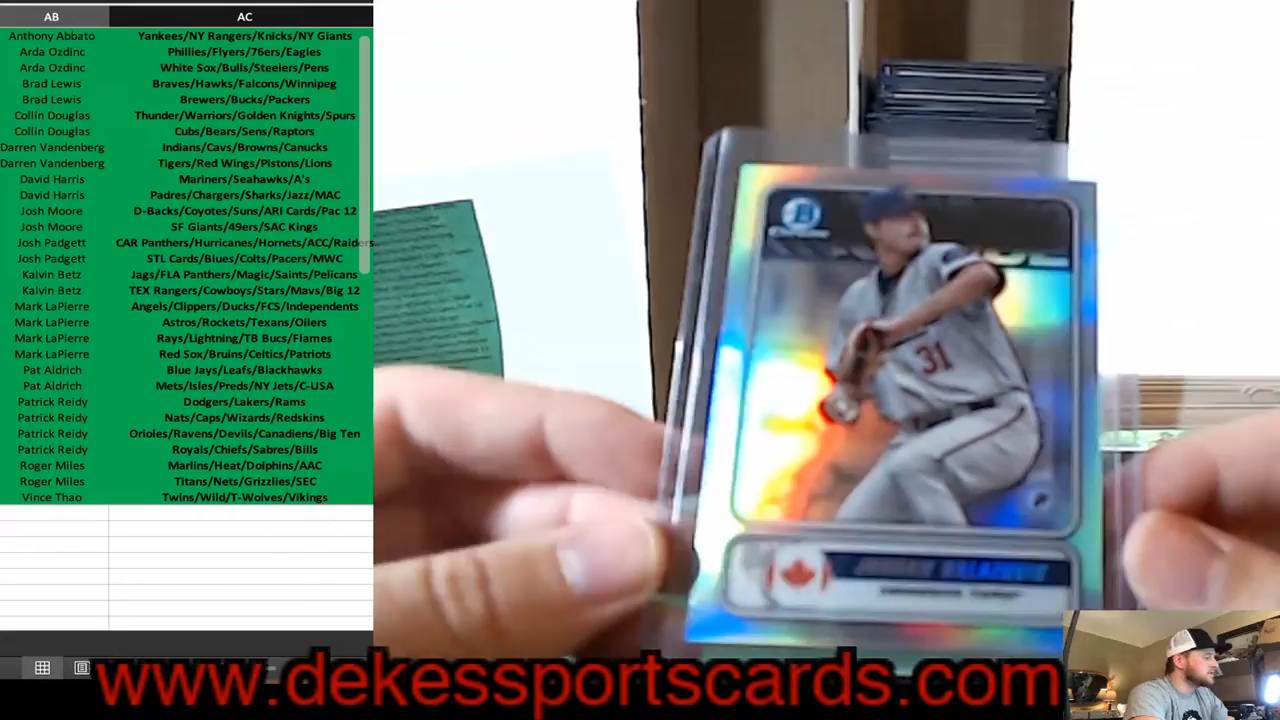 AB AC
Anthony Abbato Yankees/NY Rangers/Knicks/NY Giants
Arda Ozdinc Phillies/Flyers/76ers/Eagles
Arda Ozdinc White Sox/Bulls/Steelers/Pens
Brad Lewis Braves/Hawks/Falcons/Winnipeg
Brad Lewis Brewers/Bucks/Packers
Collin Douglas Thunder/Warriors/Golden Knights/Spurs
Collin Douglas Cubs/Bears/Sens/Raptors
Darren Vandenberg Indians/Cavs/Browns/Canucks
Darren Vandenberg Tigers/Red Wings/Pistons/Lions
David Harris Mariners/Seahawks/A's
David Harris Padres/Chargers/Sharks/Jazz/MAC
Josh Moore D-Backs/Coyotes/Suns/ARI Cards/Pac 12
Josh Moore SF Giants/49ers/SAC Kings
Josh Padgett CAR Panthers/Hurricanes/Hornets/ACC/Raiders
Josh Padgett STL Cards/Blues/Colts/Pacers/MWC
Kalvin Betz Jags/FLA Panthers/Magic/Saints/Pelicans
Kalvin Betz TEX Rangers/Cowboys/Stars/Mavs/Big 12
Mark LaPierre Angels/Clippers/Ducks/FCS/Independents
Mark LaPierre Astros/Rockets/Texans/Oilers
Mark LaPierre Rays/Lightning/TB Bucs/Flames
Mark LaPierre Red Sox/Bruins/Celtics/Patriots
Pat Aldrich Blue Jays/Leafs/Blackhawks
Pat Aldrich Mets/Isles/Preds/NY Jets/C-USA
Patrick Reidy Dodgers/Lakers/Rams
Patrick Reidy Nats/Caps/Wizards/Redskins
Patrick Reidy Orioles/Ravens/Devils/Canadiens/Big Ten
Patrick Reidy Royals/Chiefs/Sabres/Bills
Roger Miles Marlins/Heat/Dolphins/AAC
Roger Miles Titans/Nets/Grizzlies/SEC
Vince Thao Twins/Wild/T-Wolves/Vikings
31
www.dekessportscards.com